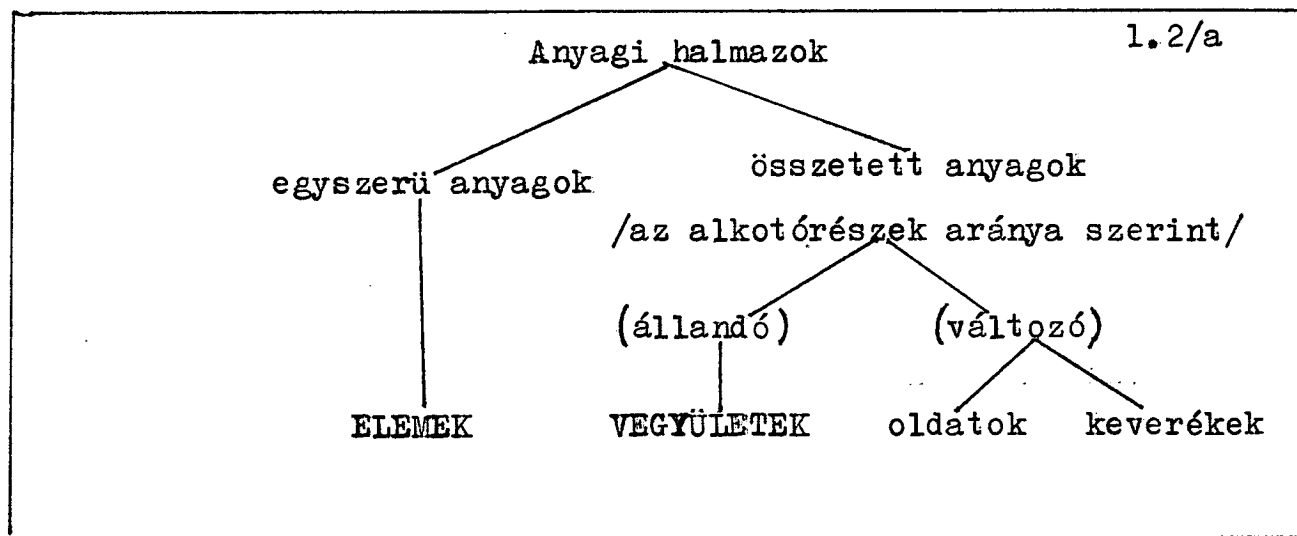 1.2/a
Anyagi halmazok
egyszerü anyagok
összetett anyagok
/az alkotórészek aránya szerint/
(állandó) (változó)
ELEMEK VEGYÜLETEK oldatok keverékek